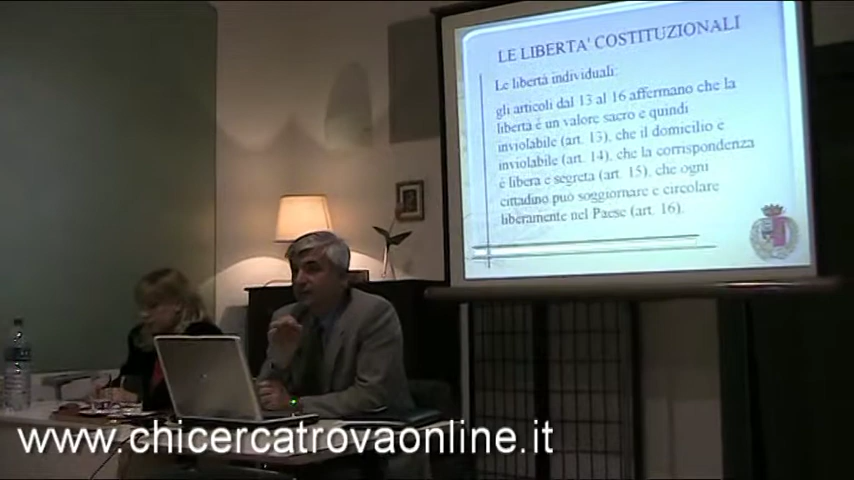 LE LIBERTA' COSTITUZIONALI
Le libertà individuali:
gli articoli dal 13 al 16 affermano che la
libertà è un valore sacro e quindi
inviolabile (art. 13), che il domicilio è
inviolabile (art. 14), che la corrispondenza
è libera e segreta (art. 15), che ogni
cittadino può soggiornare e circolare
liberamente nel Paese (art. 16).
www.chicercatrovaonline.it